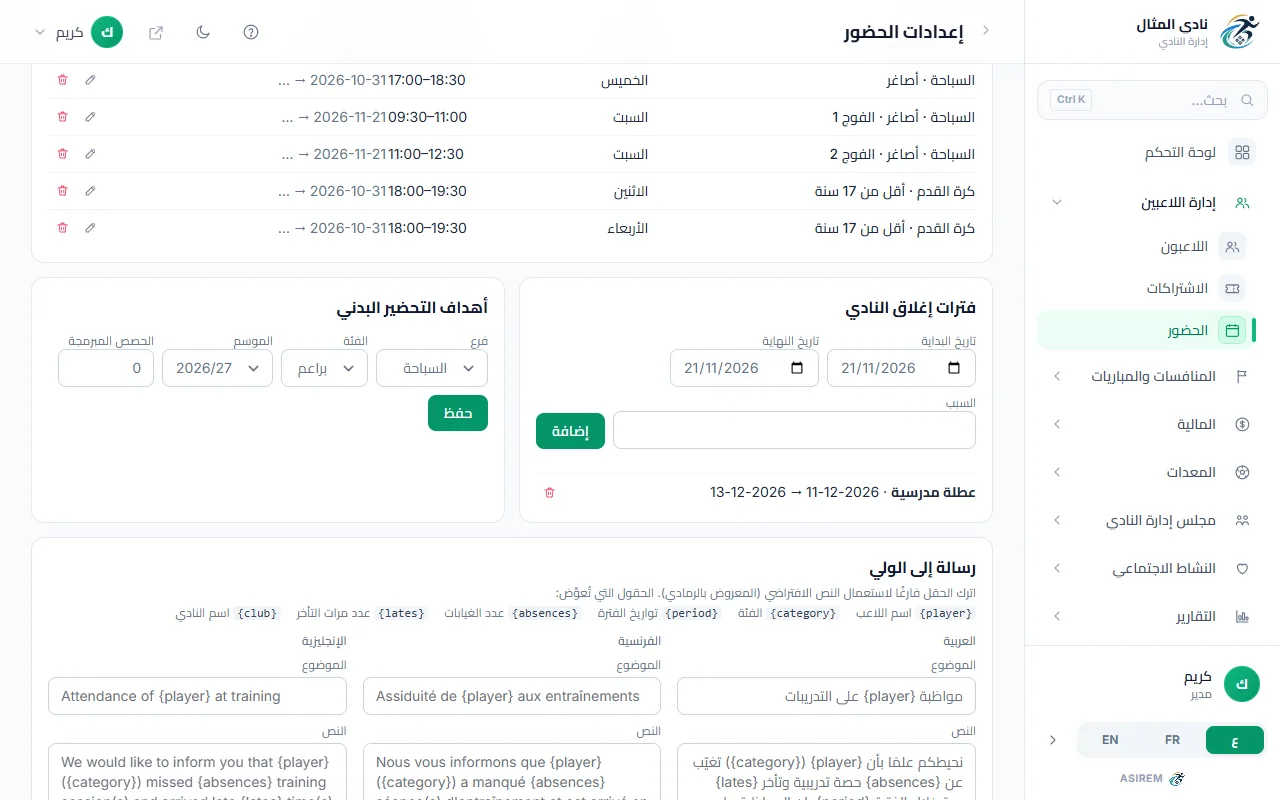 نادي المثال
إدارة النادي
بحث...
Ctrl K
لوحة التحكم
إدارة اللاعبين
اللاعبون
الاشتراكات
الحضور
المنافسات والمباريات
المالية
المعدات
مجلس إدارة النادي
النشاط الاجتماعي
التقارير
ك
كريم
مدير
ع
FR
EN
ASIREM
إعدادات الحضور
ك
كريم
السباحة · أصاغر الخميس 17:00–18:30 2026-10-31 → ...
السباحة · أصاغر · الفوج 1 السبت 09:30–11:00 2026-11-21 → ...
السباحة · أصاغر · الفوج 2 السبت 11:00–12:30 2026-11-21 → ...
كرة القدم · أقل من 17 سنة الاثنين 18:00–19:30 2026-10-31 → ...
كرة القدم · أقل من 17 سنة الأربعاء 18:00–19:30 2026-10-31 → ...
فترات إغلاق النادي
تاريخ البداية تاريخ النهاية
21/11/2026 21/11/2026
السبب
إضافة
عطلة مدرسية · 11-12-2026 → 13-12-2026
أهداف التحضير البدني
فرع الفئة الموسم الحصص المبرمجة
السباحة براعم 2026/27 0
حفظ
رسالة إلى الولي
اترك الحقل فارغًا لاستعمال النص الافتراضي (المعروض بالرمادي). الحقول التي تُعوَّض:
{player} اسم اللاعب {category} الفئة {period} تواريخ الفترة {absences} عدد الغيابات {lates} عدد مرات التأخر {club} اسم النادي
العربية
الموضوع
مواظبة {player} على التدريبات
النص
نحيطكم علمًا بأن {player} ({category}) تغيّب
عن {absences} حصة تدريبية وتأخر {lates}
الفرنسية
الموضوع
Assiduité de {player} aux entraînements
النص
Nous vous informons que {player}
({category}) a manqué {absences}
الإنجليزية
الموضوع
Attendance of {player} at training
النص
We would like to inform you that {player}
({category}) missed {absences} training